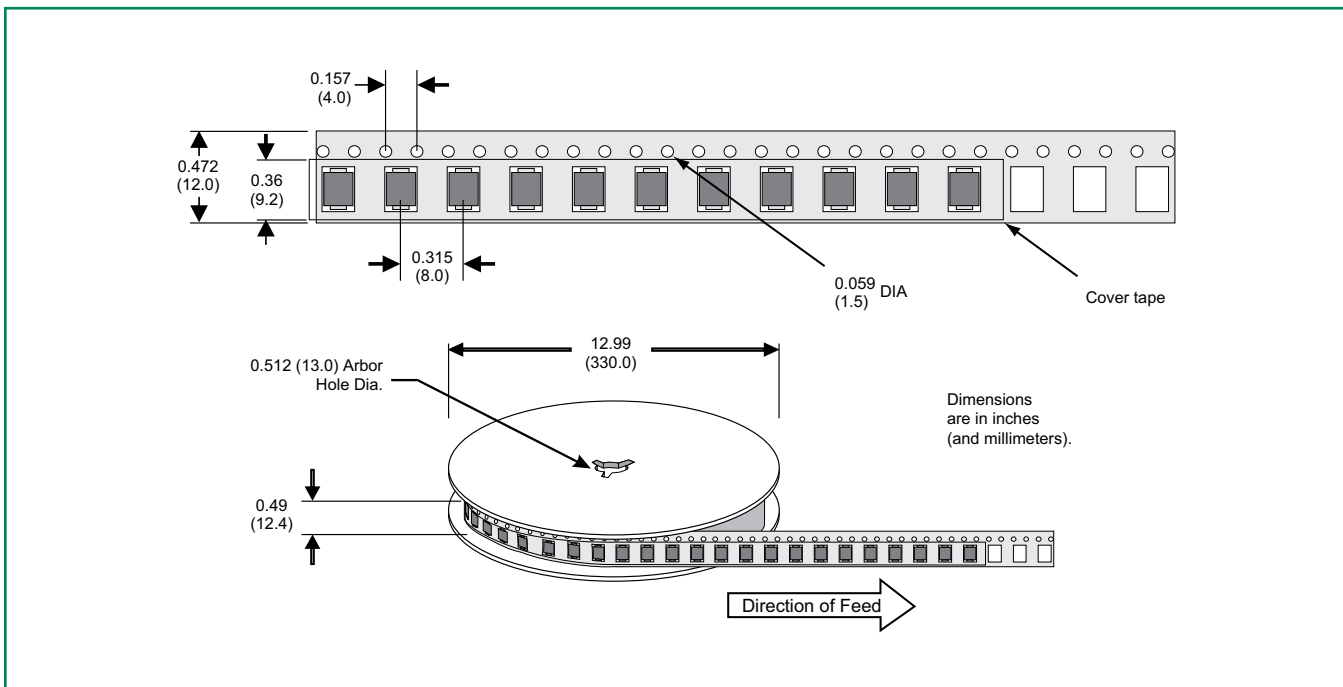 0.157
(4.0)
0.472
(12.0)
0.36
(9.2)
0.315
(8.0)
0.059
(1.5)
DIA
Cover tape
12.99
(330.0)
0.512 (13.0) Arbor
Hole Dia.
Dimensions
are in inches
(and millimeters).
0.49
(12.4)
Direction of Feed